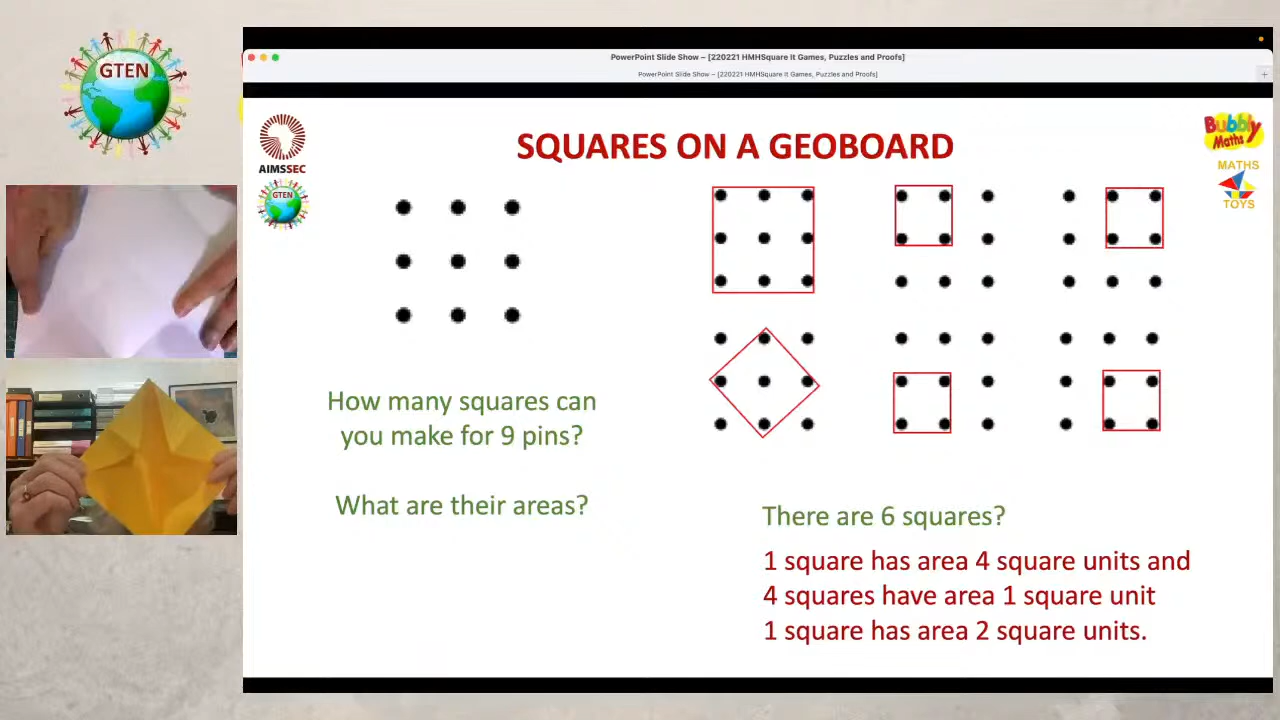 GTEN
PowerPoint Slide Show – [220221 HMHSquare It Games, Puzzles and Proofs]
PowerPoint Slide Show – [220221 HMHSquare It Games, Puzzles and Proofs]
AIMSSEC
GTEN
SQUARES ON A GEOBOARD
Bubbly
Maths
MATHS
TOYS
How many squares can
you make for 9 pins?
What are their areas?
There are 6 squares?
1 square has area 4 square units and
4 squares have area 1 square unit
1 square has area 2 square units.